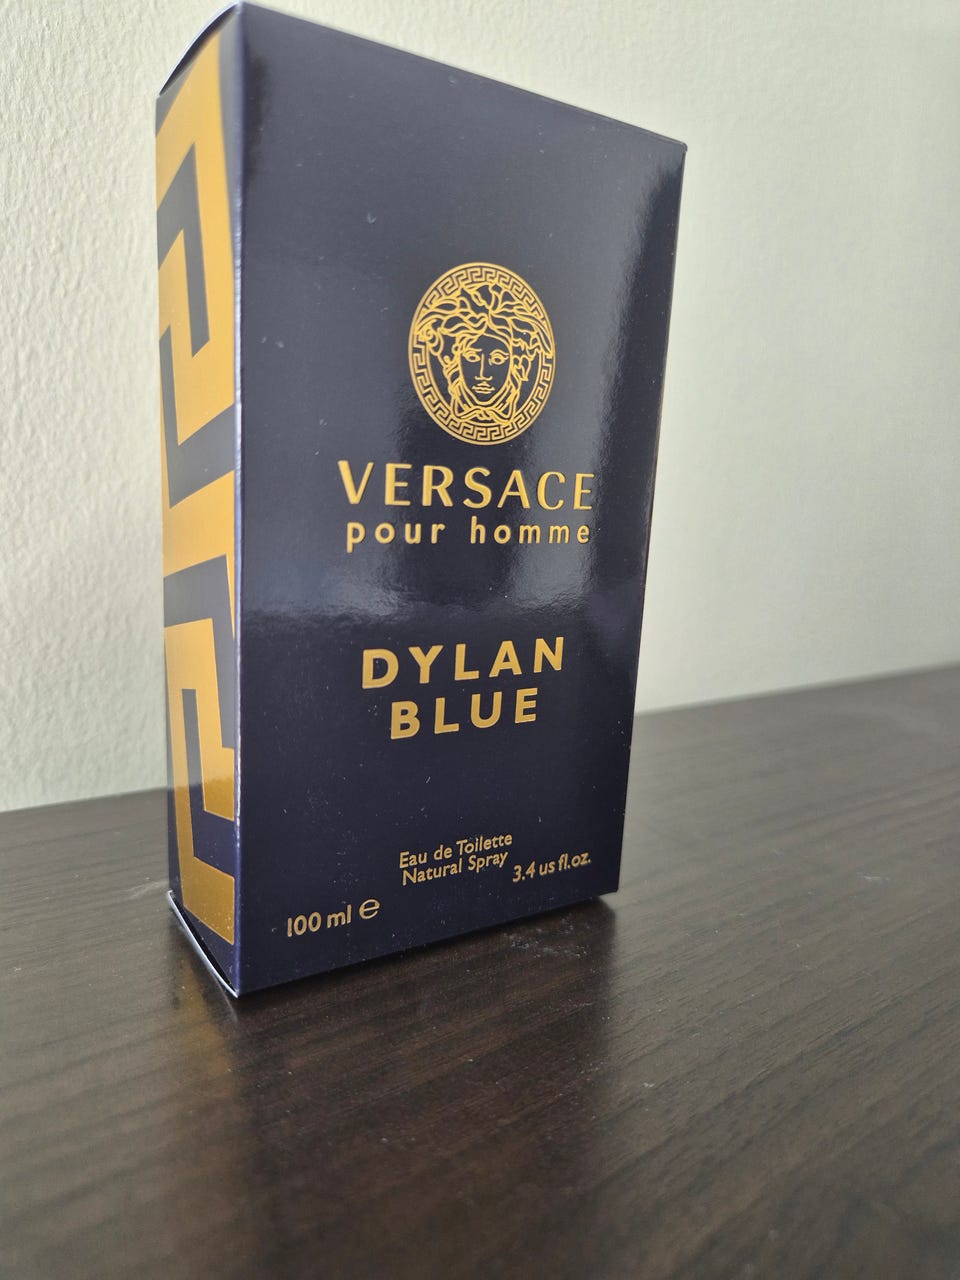 VERSACE
pour homme
DYLAN
BLUE
Eau de Toilette
Natural Spray
100 ml ℮
3.4 us fl.oz.